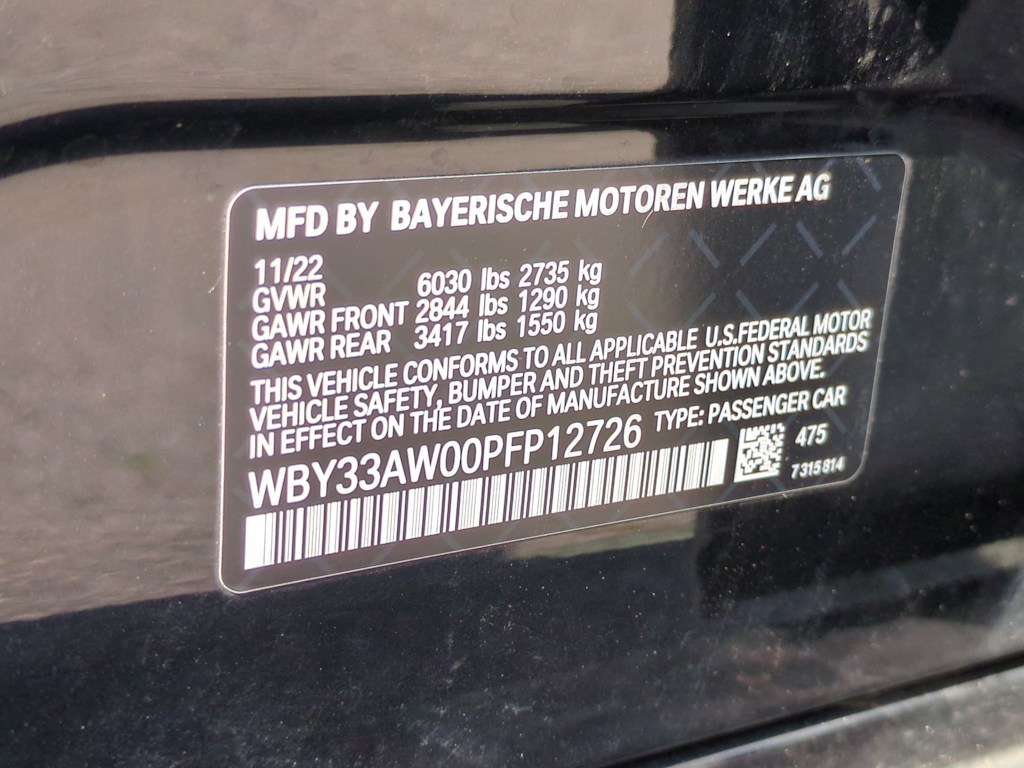 MFD BY BAYERISCHE MOTOREN WERKE AG
11/22
GVWR 6030 lbs 2735 kg
GAWR FRONT 2844 lbs 1290 kg
GAWR REAR 3417 lbs 1550 kg
THIS VEHICLE CONFORMS TO ALL APPLICABLE U.S.FEDERAL MOTOR
VEHICLE SAFETY, BUMPER AND THEFT PREVENTION STANDARDS
IN EFFECT ON THE DATE OF MANUFACTURE SHOWN ABOVE.
WBY33AW00PFP12726 TYPE: PASSENGER CAR
475
7315814